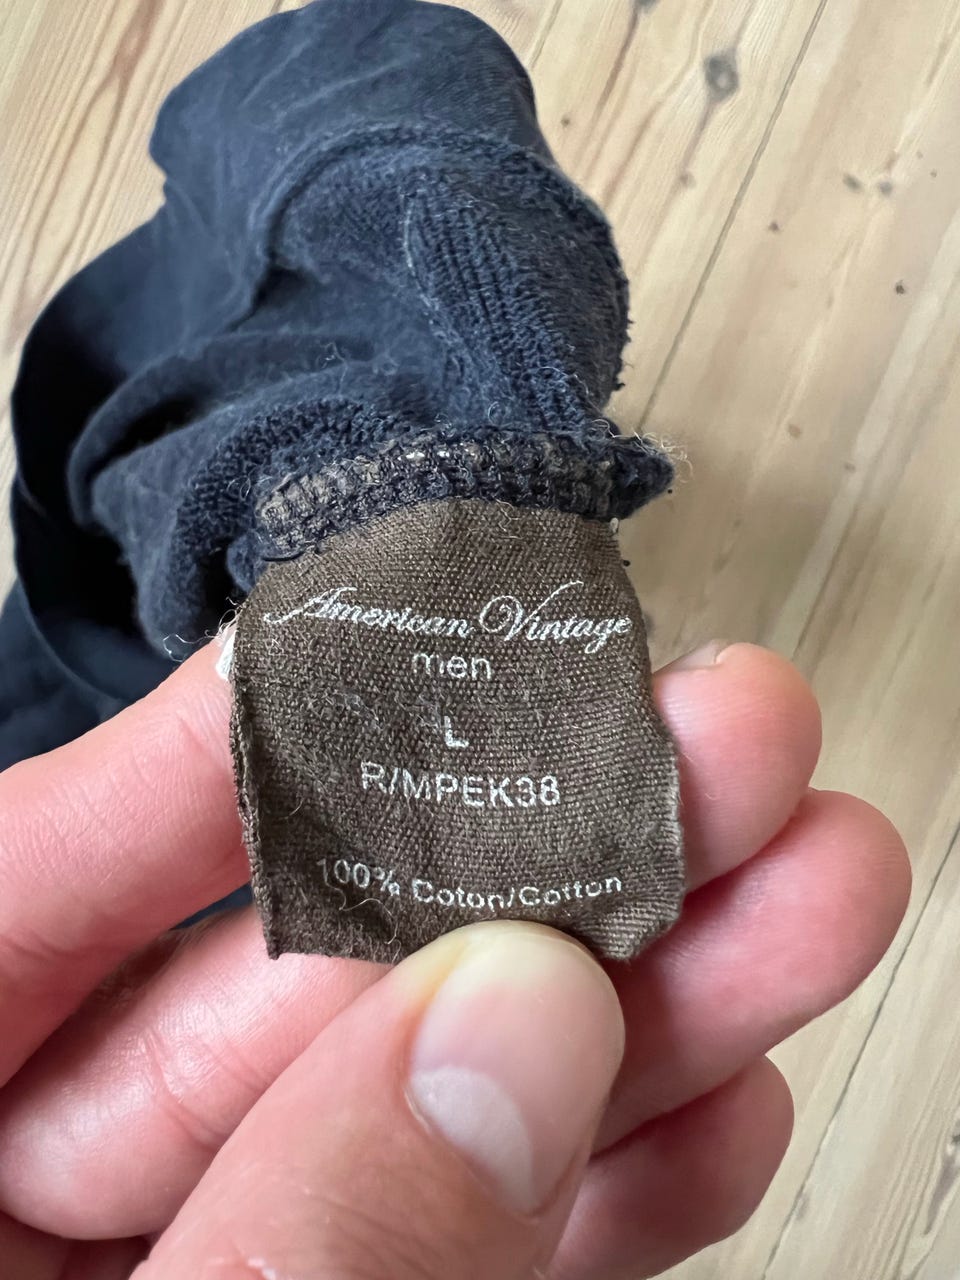 American Vintage
men
L
R/MPEK38
100% Coton/Cotton